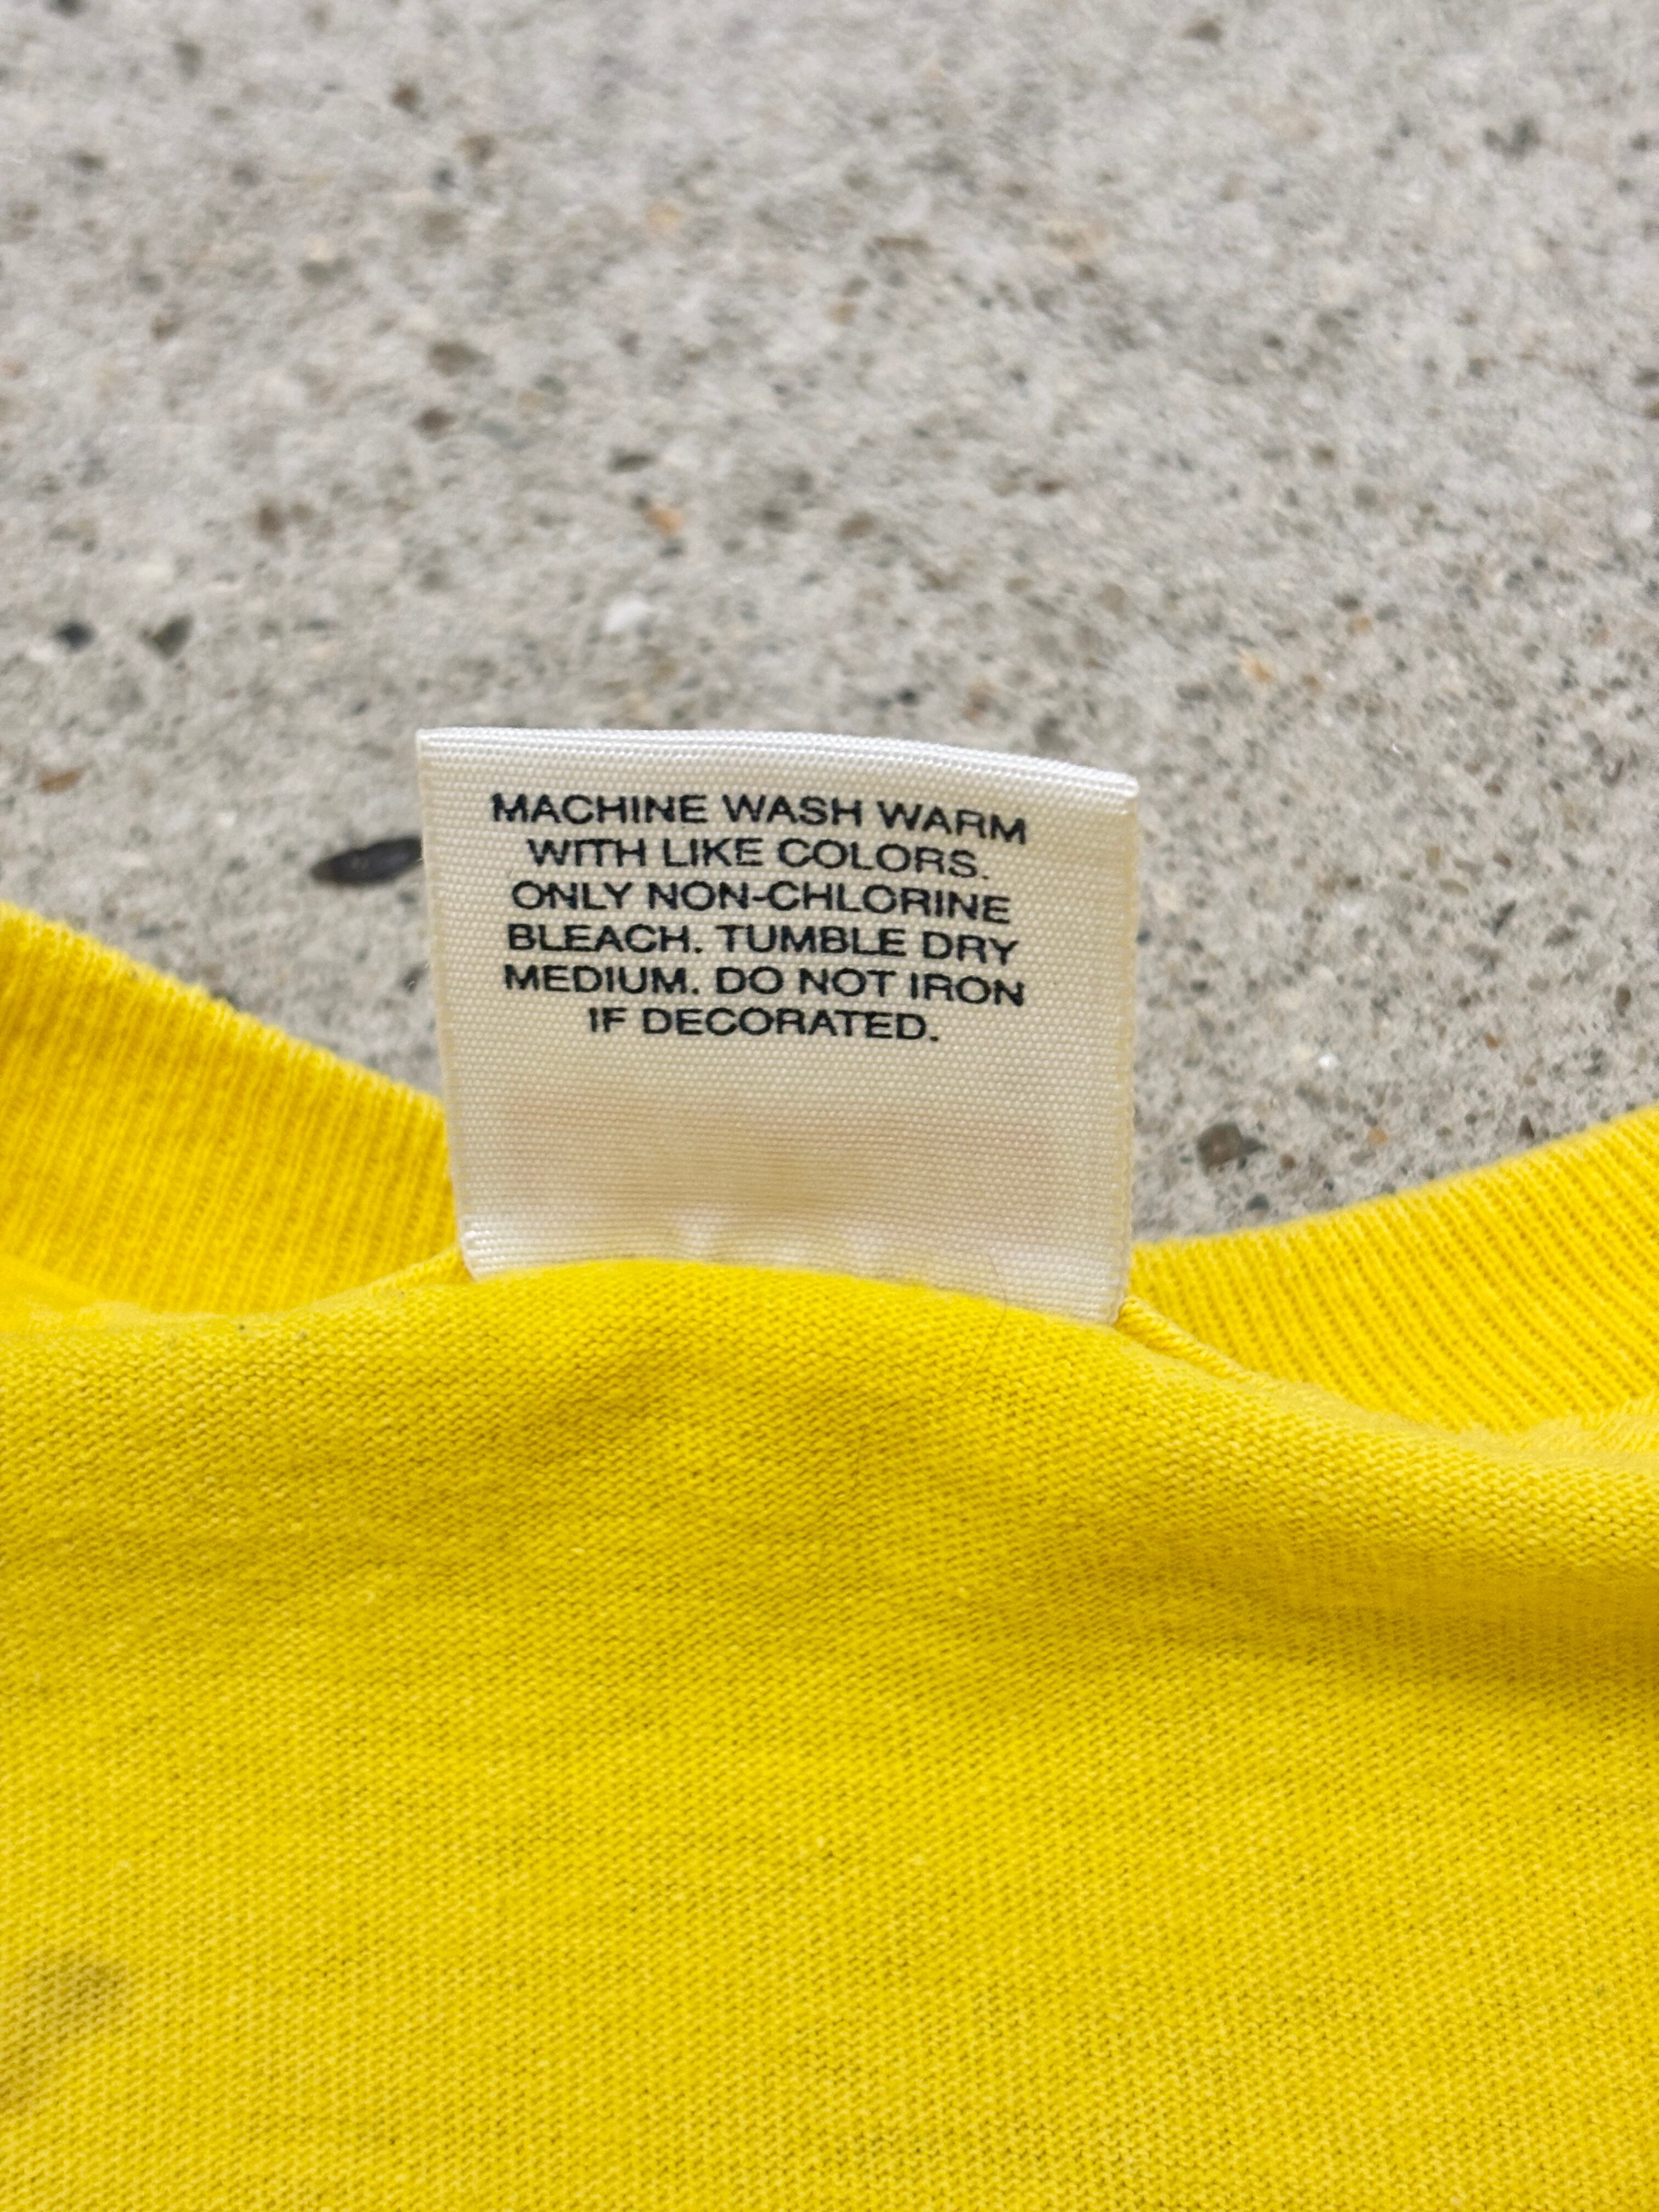 MACHINE WASH WARM
WITH LIKE COLORS.
ONLY NON-CHLORINE
BLEACH. TUMBLE DRY
MEDIUM. DO NOT IRON
IF DECORATED.